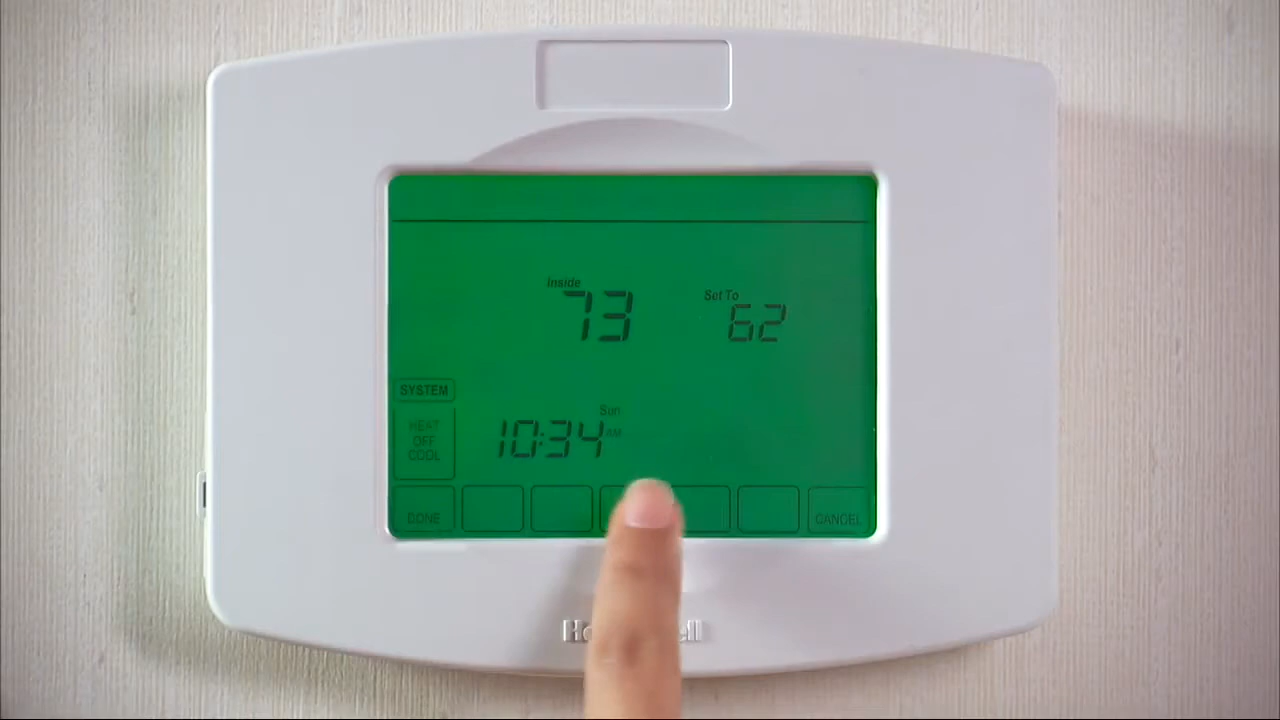 Inside
73
Set To
62
SYSTEM
HEAT
OFF
COOL
Sun
10:34 AM
DONE
CANCEL